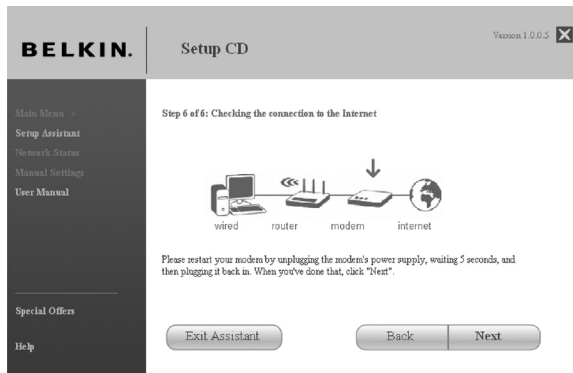 BELKIN.
Setup CD
Version 1.0.0.5
Main Menu »
Setup Assistant
Network Status
Manual Settings
User Manual
Special Offers
Help
Step 6 of 6: Checking the connection to the Internet
wired router modem internet
Please restart your modem by unplugging the modem's power supply, waiting 5 seconds, and
then plugging it back in. When you've done that, click "Next".
Exit Assistant
Back
Next